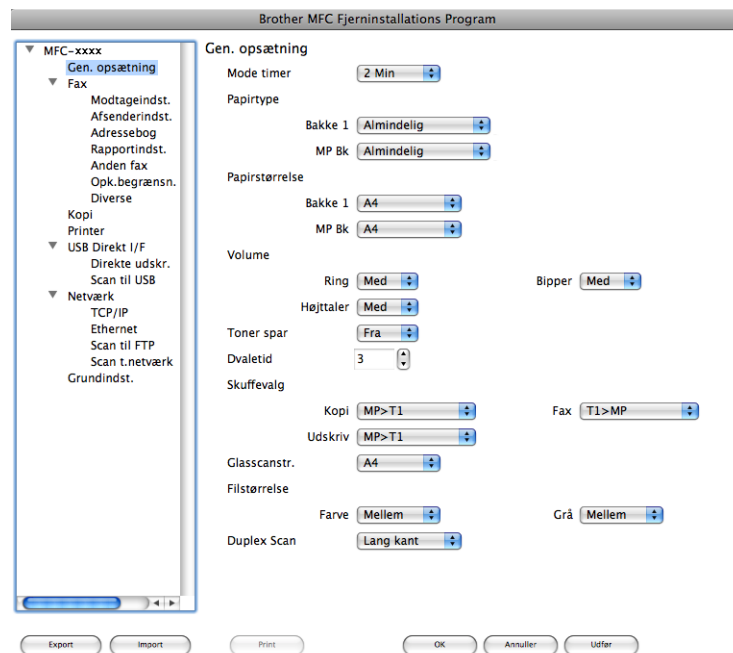 Brother MFC Fjerninstallations Program
MFC-xxxx
Gen. opsætning
Fax
Modtageindst.
Afsenderindst.
Adressebog
Rapportindst.
Anden fax
Opk.begrænsn.
Diverse
Kopi
Printer
USB Direkt I/F
Direkte udskr.
Scan til USB
Netværk
TCP/IP
Ethernet
Scan til FTP
Scan t.netværk
Grundindst.
Gen. opsætning
Mode timer 2 Min
Papirtype
Bakke 1 Almindelig
MP Bk Almindelig
Papirstørrelse
Bakke 1 A4
MP Bk A4
Volume
Ring Med Bipper Med
Højttaler Med
Toner spar Fra
Dvaletid 3
Skuffevalg
Kopi MP>T1 Fax T1>MP
Udskriv MP>T1
Glasscanstr. A4
Filstørrelse
Farve Mellem Grå Mellem
Duplex Scan Lang kant
Export Import Print OK Annuller Udfør